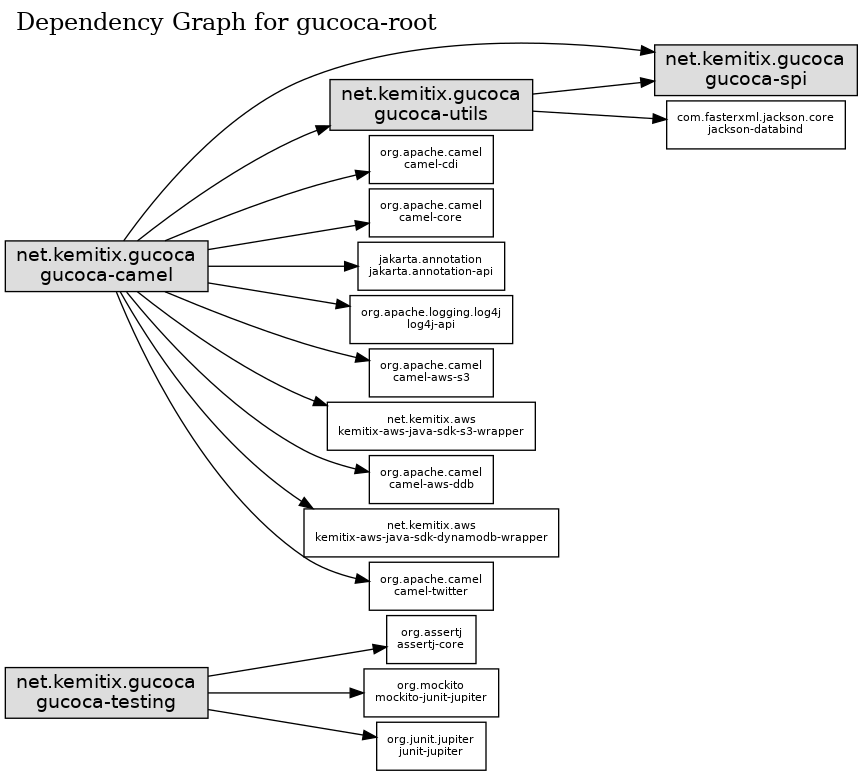 Dependency Graph for gucoca-root
net.kemitix.gucoca
gucoca-spi
net.kemitix.gucoca
gucoca-utils
com.fasterxml.jackson.core
jackson-databind
org.apache.camel
camel-cdi
org.apache.camel
camel-core
net.kemitix.gucoca
gucoca-camel
jakarta.annotation
jakarta.annotation-api
org.apache.logging.log4j
log4j-api
org.apache.camel
camel-aws-s3
net.kemitix.aws
kemitix-aws-java-sdk-s3-wrapper
org.apache.camel
camel-aws-ddb
net.kemitix.aws
kemitix-aws-java-sdk-dynamodb-wrapper
org.apache.camel
camel-twitter
org.assertj
assertj-core
net.kemitix.gucoca
gucoca-testing
org.mockito
mockito-junit-jupiter
org.junit.jupiter
junit-jupiter